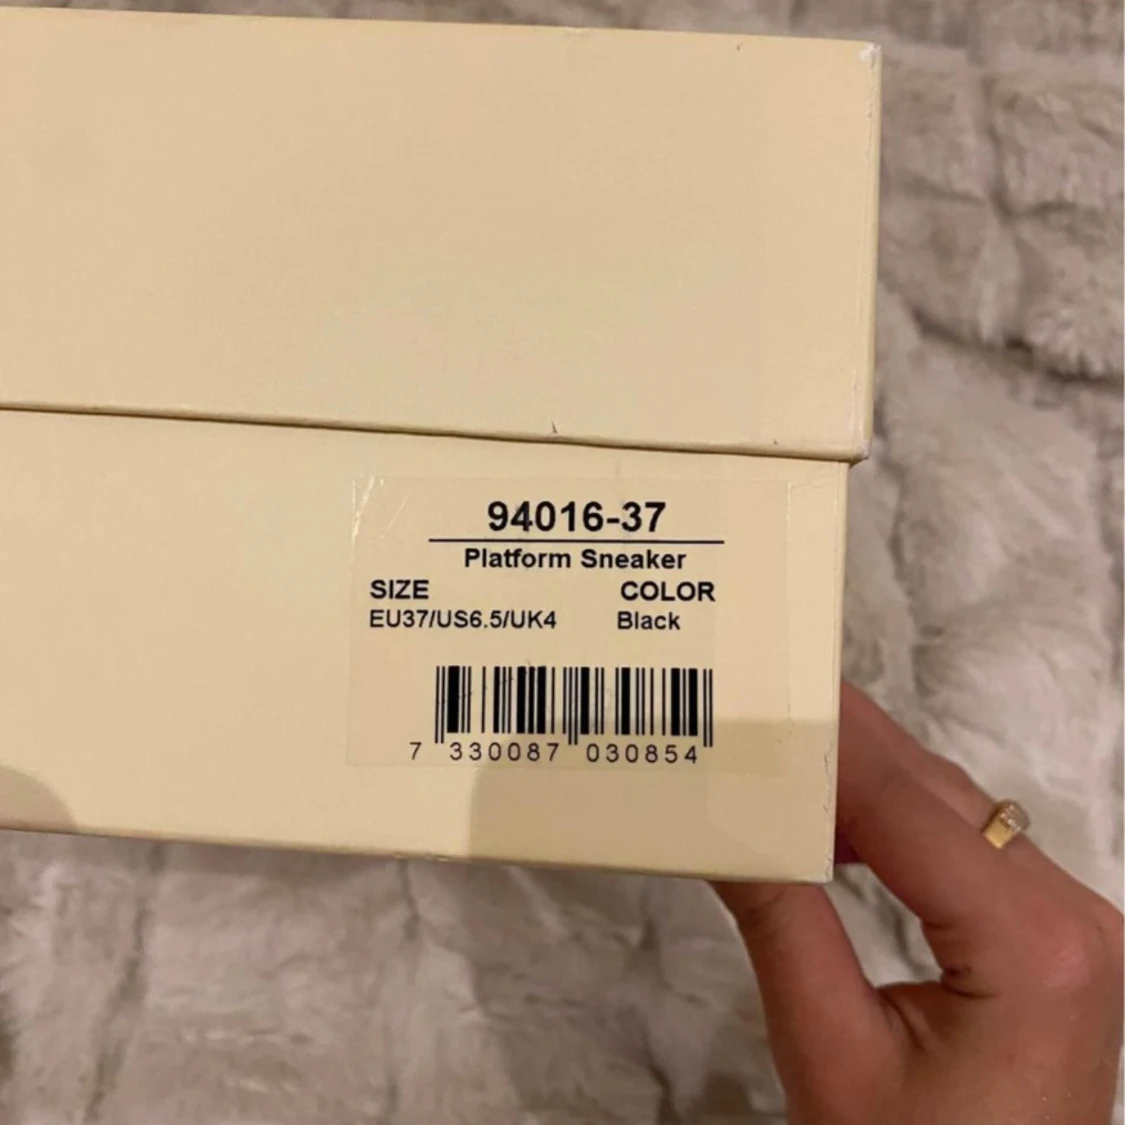 94016-37
Platform Sneaker
SIZE COLOR
EU37/US6.5/UK4 Black
7 330087 030854